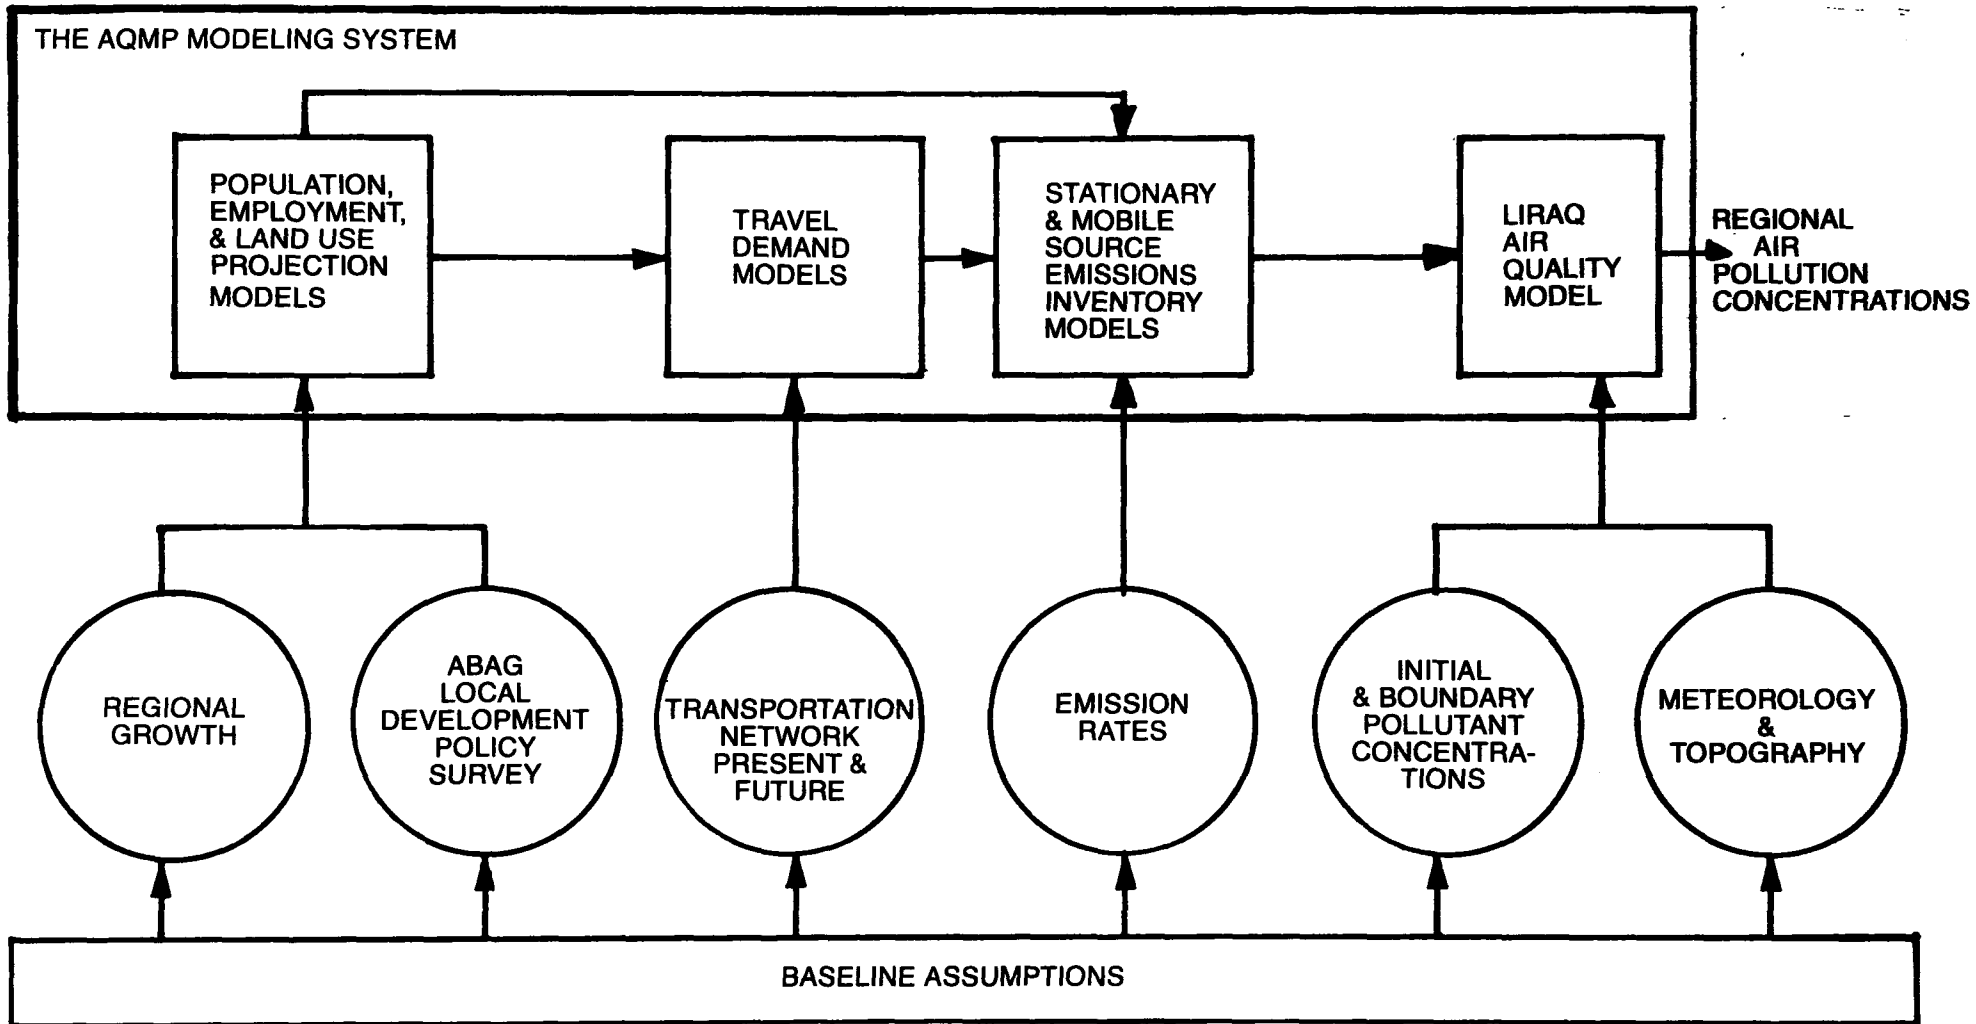 THE AQMP MODELING SYSTEM
POPULATION,
EMPLOYMENT,
& LAND USE
PROJECTION
MODELS
TRAVEL
DEMAND
MODELS
STATIONARY
& MOBILE
SOURCE
EMISSIONS
INVENTORY
MODELS
LIRAQ
AIR
QUALITY
MODEL
REGIONAL
AIR
POLLUTION
CONCENTRATIONS
REGIONAL
GROWTH
ABAG
LOCAL
DEVELOPMENT
POLICY
SURVEY
TRANSPORTATION
NETWORK
PRESENT &
FUTURE
EMISSION
RATES
INITIAL
& BOUNDARY
POLLUTANT
CONCENTRA-
TIONS
METEOROLOGY
&
TOPOGRAPHY
BASELINE ASSUMPTIONS